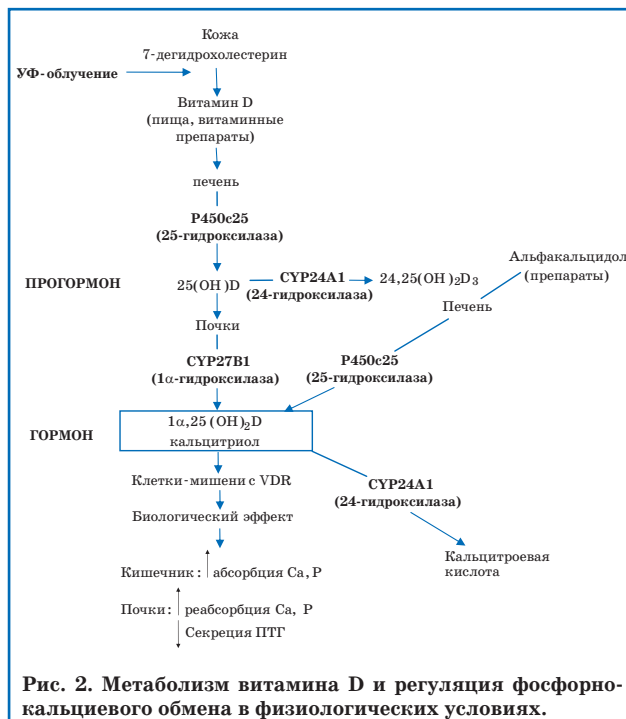 Кожа
7-дегидрохолестерин
УФ-облучение
Витамин D
(пища, витаминные
препараты)
печень
P450c25
(25-гидроксилаза)
Альфакальцидол
(препараты)
ПРОГОРМОН
25(OH)D
CYP24A1
(24-гидроксилаза)
24,25(OH)₂D₃
Печень
Почки
CYP27B1
(1α-гидроксилаза)
P450c25
(25-гидроксилаза)
ГОРМОН
1α,25 (OH)₂D
кальцитриол
Клетки-мишени с VDR
CYP24A1
(24-гидроксилаза)
Биологический эффект
Кальцитроевая
кислота
Кишечник: абсорбция Ca, P
Почки: реабсорбция Ca, P
Секреция ПТГ
Рис. 2. Метаболизм витамина D и регуляция фосфорно-
кальциевого обмена в физиологических условиях.